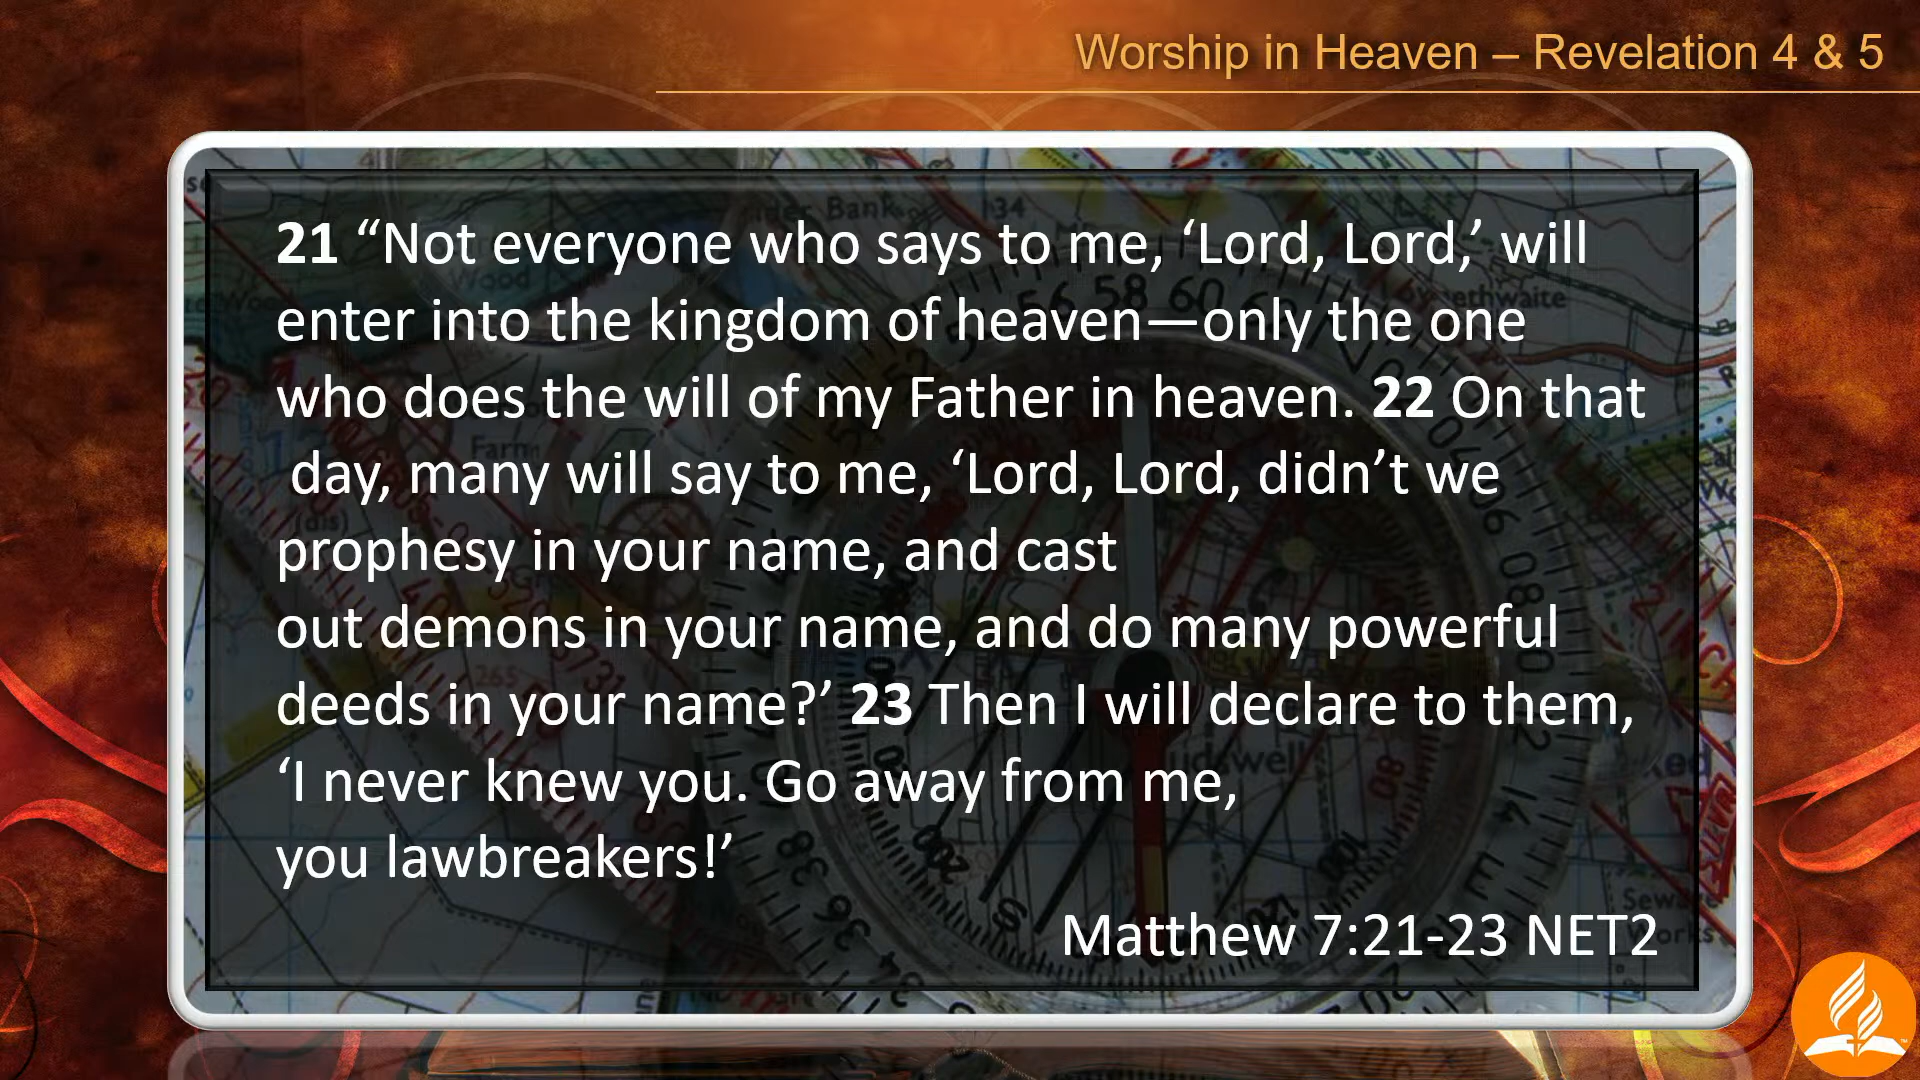 Worship in Heaven – Revelation 4 & 5
21 “Not everyone who says to me, ‘Lord, Lord,’ will
enter into the kingdom of heaven—only the one
who does the will of my Father in heaven. 22 On that
day, many will say to me, ‘Lord, Lord, didn’t we
prophesy in your name, and cast
out demons in your name, and do many powerful
deeds in your name?’ 23 Then I will declare to them,
‘I never knew you. Go away from me,
you lawbreakers!’
Matthew 7:21-23 NET2